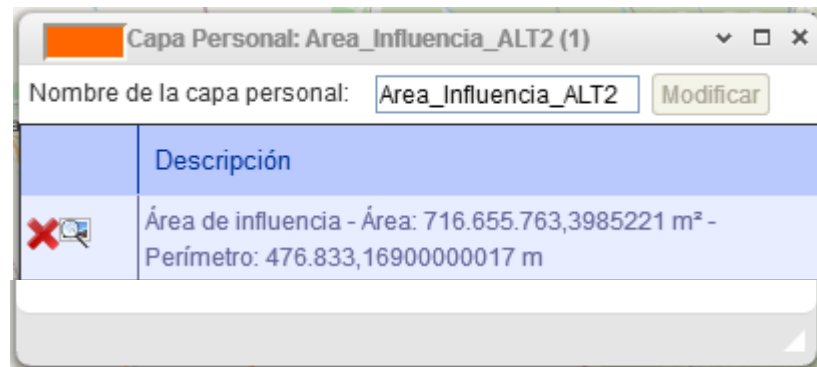 Capa Personal: Area_Influencia_ALT2 (1)
Nombre de la capa personal: Area_Influencia_ALT2 Modificar
Descripción
Área de influencia - Área: 716.655.763,3985221 m² -
Perímetro: 476.833,16900000017 m